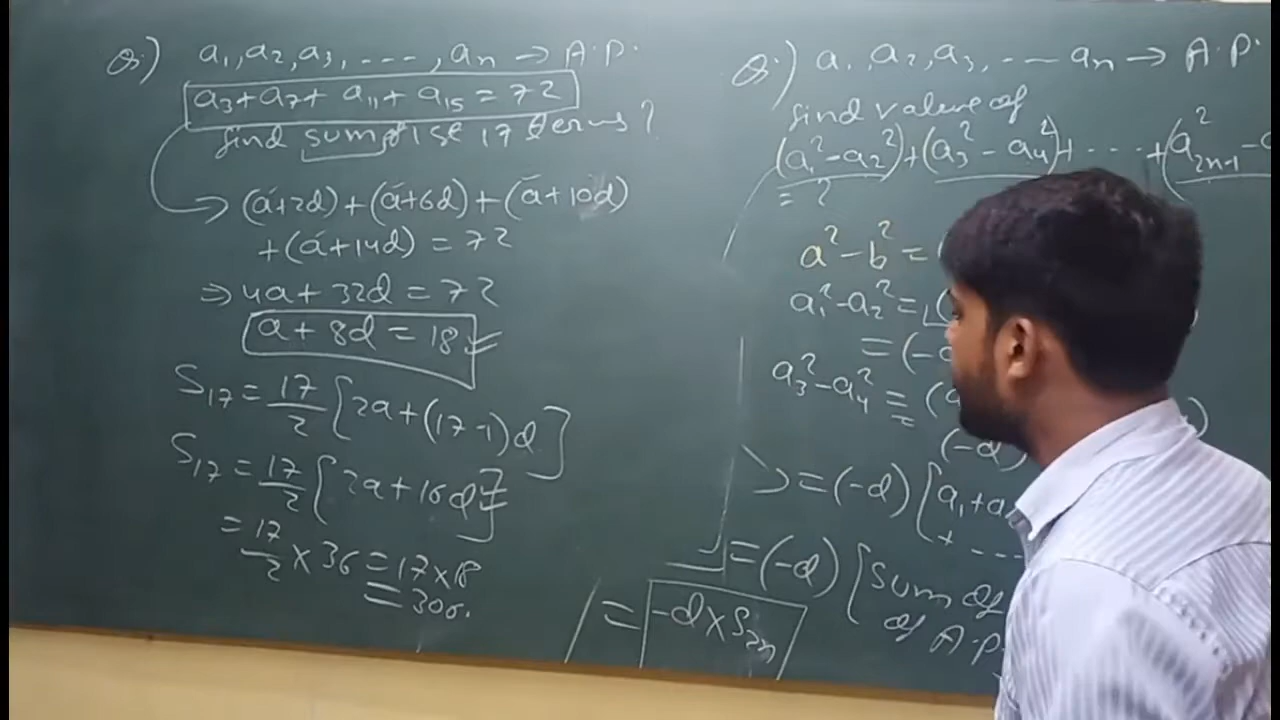 Q.) a₁, a₂, a₃, ---- , aₙ → A.P.
a₃+a₇+ a₁₁+ a₁₅ = 72
find sum of 1st 17 terms?
→ (a+2d)+(a+6d)+(a+10d)
+(a+14d) = 72
⇒ 4a+32d = 72
a+8d = 18
S₁₇ = 17/2 [2a+(17-1)d]
S₁₇ = 17/2 [2a+16d]
= 17/2 × 36 = 17×18
= 306.
Q.) a₁, a₂, a₃, --- aₙ → A.P.
find value of
(a₁²-a₂²)+(a₃²-a₄²)+ ---- +(a²₂ₙ₋₁ -
= ?
a²-b² =
a₁²-a₂² = (
= (-
a₃²-a₄² = (
(-d)
= (-d) [a₁+
+ ----
= (-d) [Sum of
of A.P.
= -d×S₂ₙ